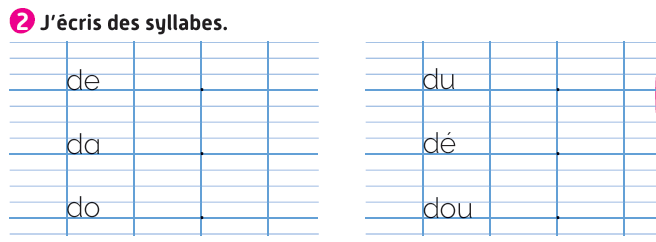 2 J'écris des syllabes.
de . du .
da . dé .
do . dou .